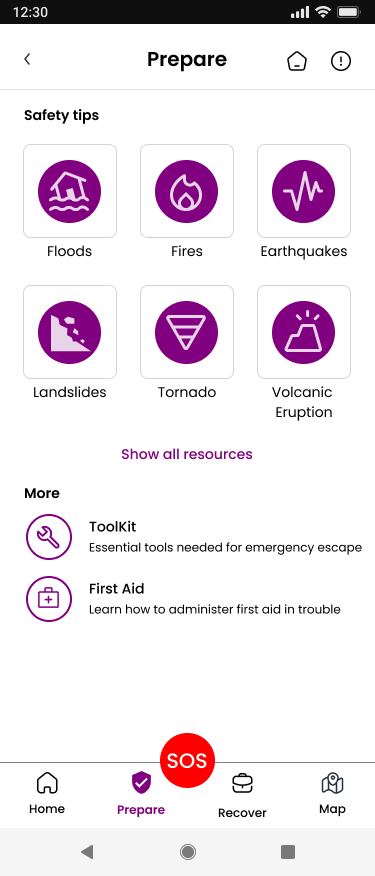 12:30
Prepare
Safety tips
Floods
Fires
Earthquakes
Landslides
Tornado
Volcanic
Eruption
Show all resources
More
ToolKit
Essential tools needed for emergency escape
First Aid
Learn how to administer first aid in trouble
SOS
Home
Prepare
Recover
Map